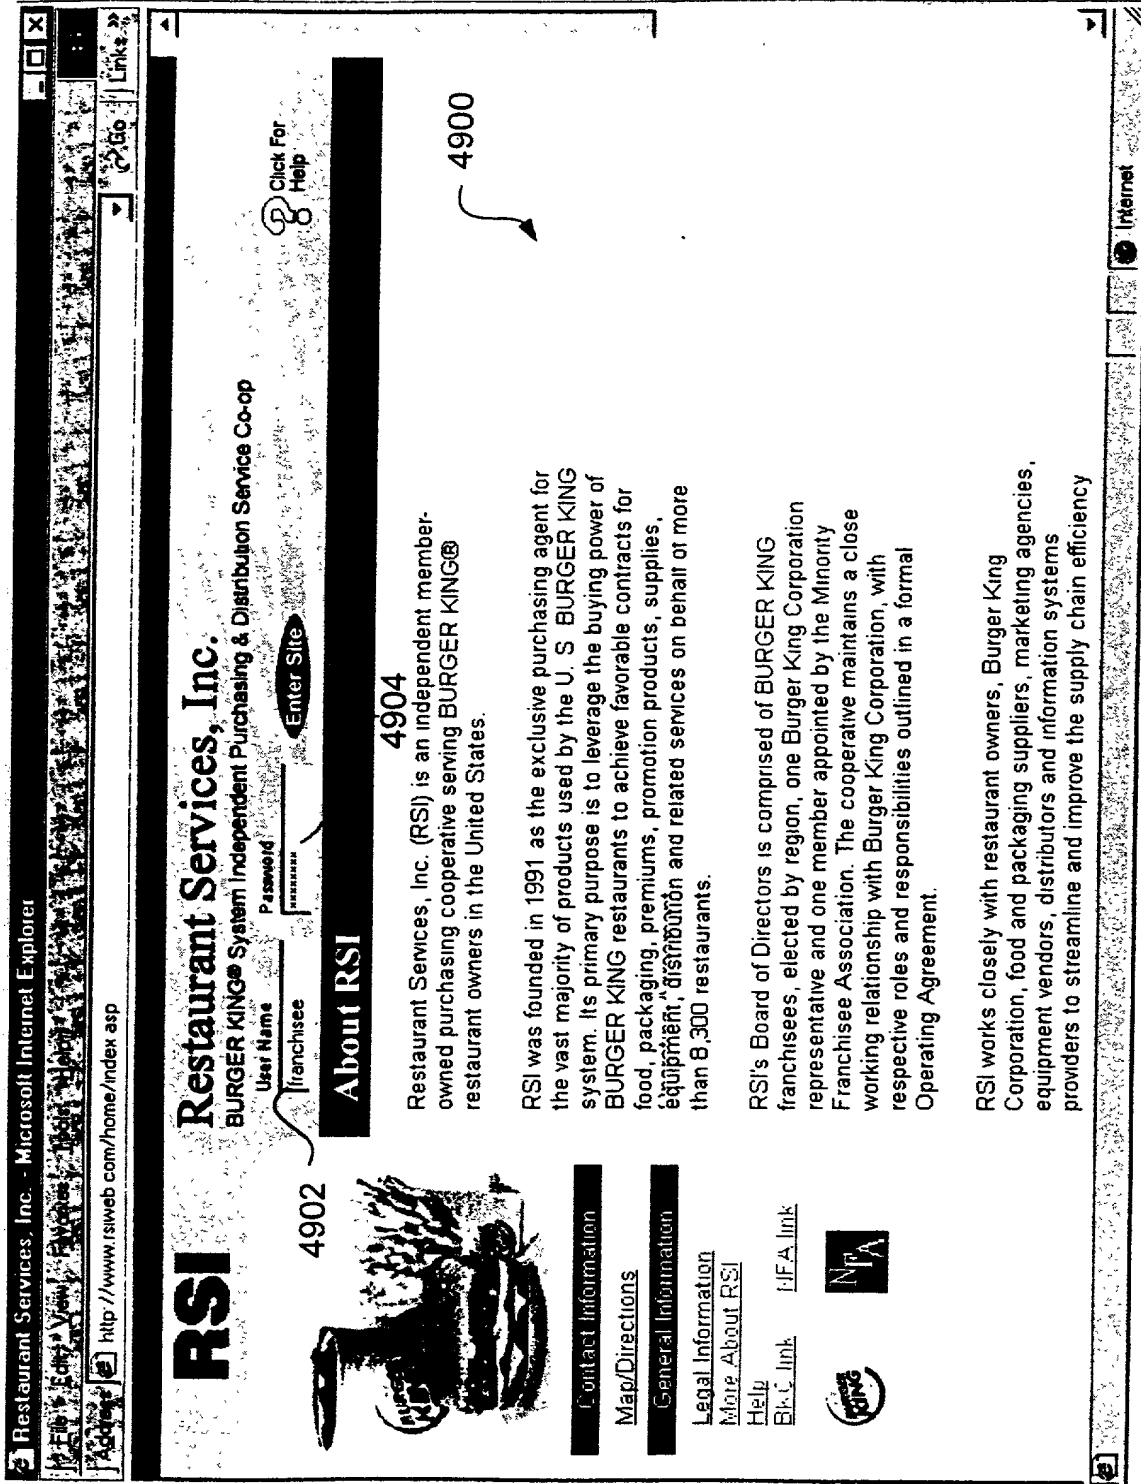 Restaurant Services, Inc. - Microsoft Internet Explorer
File Edit View Favorites Tools Help
Address http://www.rsiweb com/home/index asp Go Links »
RSI
Restaurant Services, Inc.
BURGER KING® System Independent Purchasing & Distribution Service Co-op
User Name Password
franchisee ******** Enter Site
Click For
Help
4902
4904
4900
About RSI
Restaurant Services, Inc. (RSI) is an independent member-
owned purchasing cooperative serving BURGER KING®
restaurant owners in the United States.
RSI was founded in 1991 as the exclusive purchasing agent for
the vast majority of products used by the U. S BURGER KING
system. Its primary purpose is to leverage the buying power of
BURGER KING restaurants to achieve favorable contracts for
food, packaging, premiums, promotion products, supplies,
equipment, distribution and related services on behalf of more
than 8,300 restaurants.
RSI's Board of Directors is comprised of BURGER KING
franchisees, elected by region, one Burger King Corporation
representative and one member appointed by the Minority
Franchisee Association. The cooperative maintains a close
working relationship with Burger King Corporation, with
respective roles and responsibilities outlined in a formal
Operating Agreement.
RSI works closely with restaurant owners, Burger King
Corporation, food and packaging suppliers, marketing agencies,
equipment vendors, distributors and information systems
providers to streamline and improve the supply chain efficiency
Contact Information
Map/Directions
General Information
Legal Information
More About RSI
Help
BKC link NFA link
BURGER KING
NFA
Internet